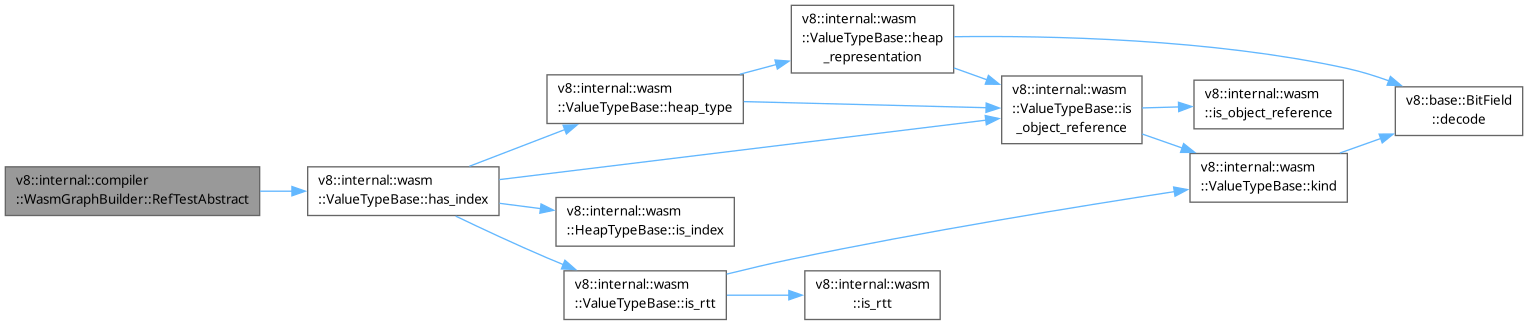 v8::internal::compiler
::WasmGraphBuilder::RefTestAbstract
v8::internal::wasm
::ValueTypeBase::has_index
v8::internal::wasm
::ValueTypeBase::heap_type
v8::internal::wasm
::ValueTypeBase::heap
_representation
v8::internal::wasm
::ValueTypeBase::is
_object_reference
v8::internal::wasm
::is_object_reference
v8::internal::wasm
::ValueTypeBase::kind
v8::base::BitField
::decode
v8::internal::wasm
::HeapTypeBase::is_index
v8::internal::wasm
::ValueTypeBase::is_rtt
v8::internal::wasm
::is_rtt